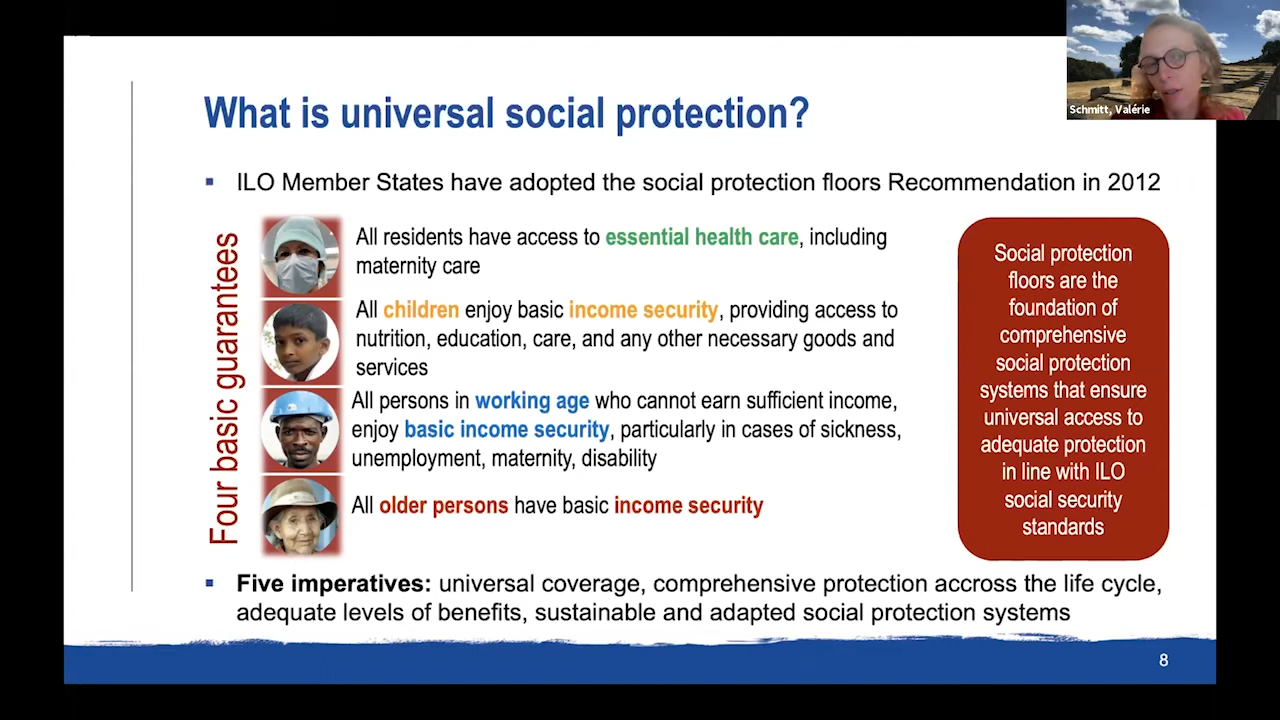 Schmitt, Valérie
What is universal social protection?
▪ ILO Member States have adopted the social protection floors Recommendation in 2012
Four basic guarantees
All residents have access to essential health care, including
maternity care
All children enjoy basic income security, providing access to
nutrition, education, care, and any other necessary goods and
services
All persons in working age who cannot earn sufficient income,
enjoy basic income security, particularly in cases of sickness,
unemployment, maternity, disability
All older persons have basic income security
Social protection
floors are the
foundation of
comprehensive
social protection
systems that ensure
universal access to
adequate protection
in line with ILO
social security
standards
▪ Five imperatives: universal coverage, comprehensive protection accross the life cycle,
adequate levels of benefits, sustainable and adapted social protection systems
8